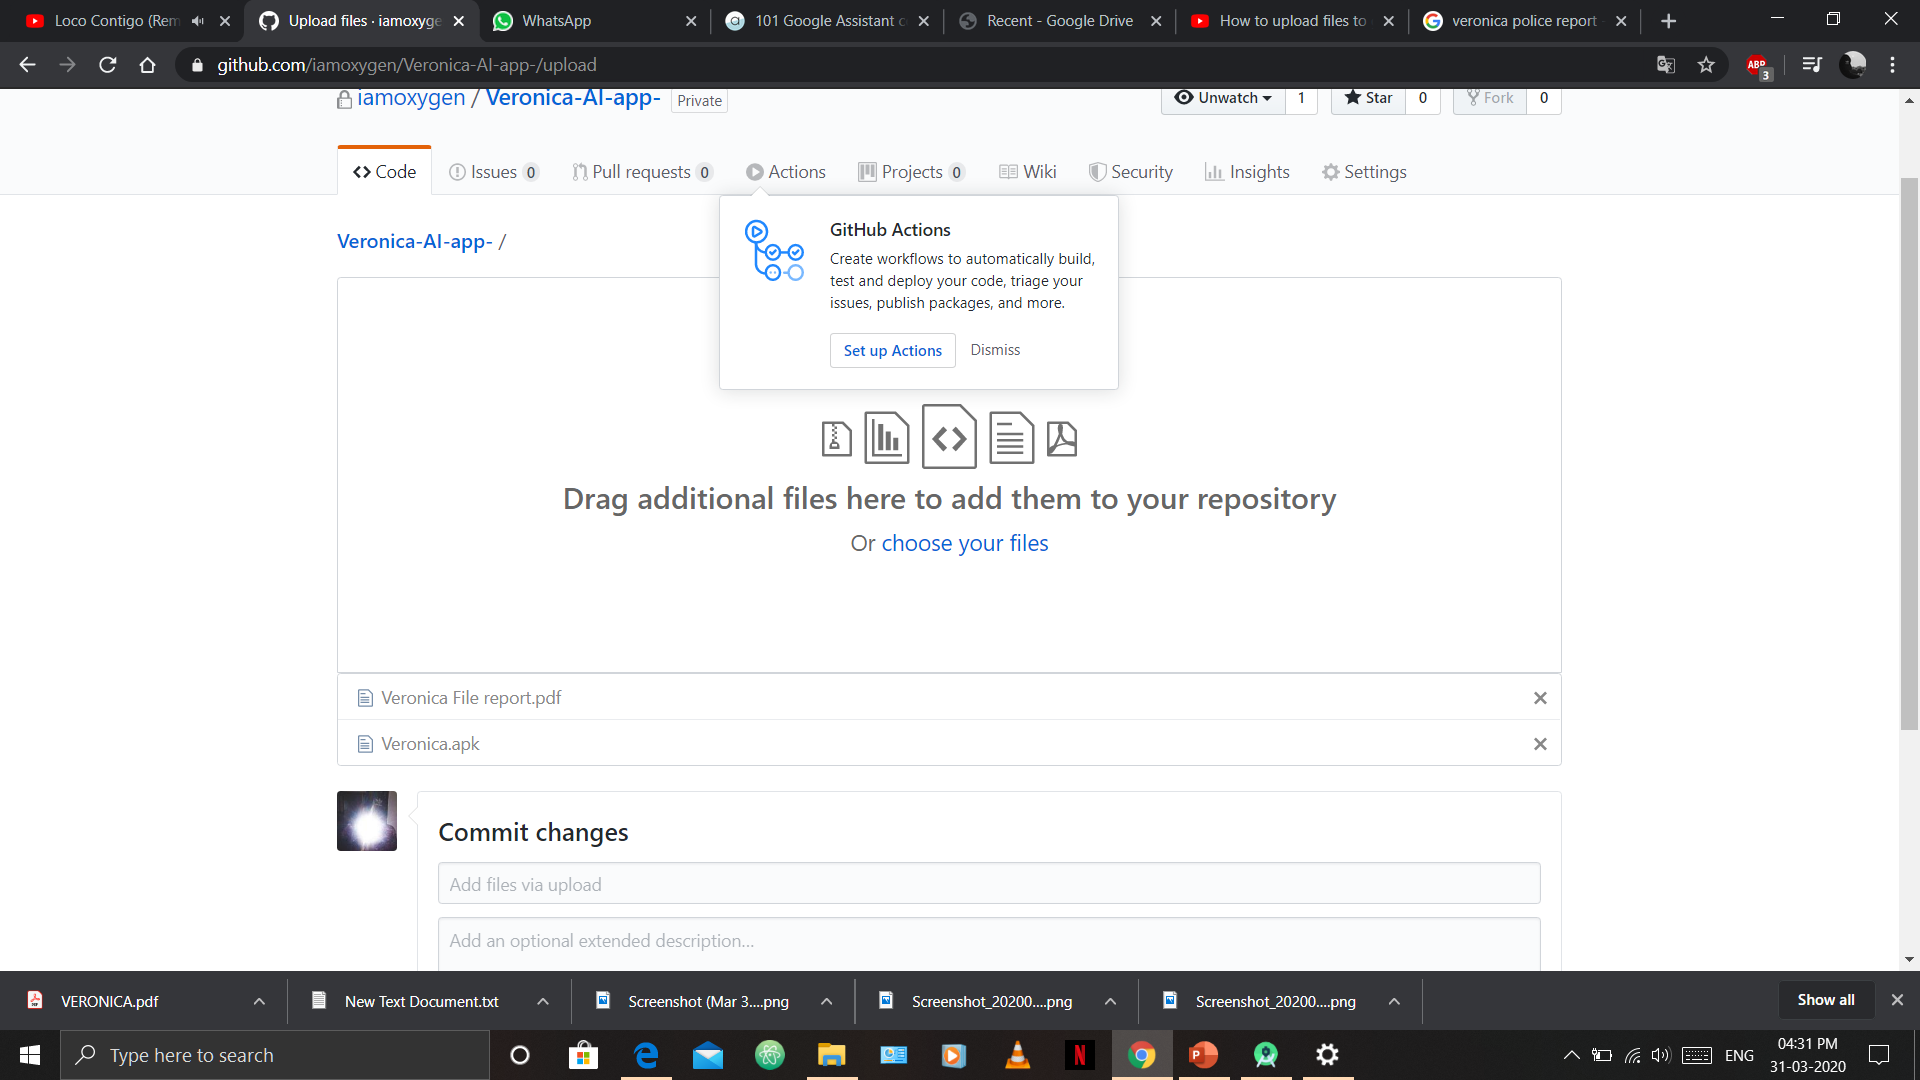 Loco Contigo (Rem
Upload files · iamoxyge
WhatsApp
101 Google Assistant c
Recent - Google Drive
How to upload files to
veronica police report -
github.com/iamoxygen/Veronica-AI-app-/upload
ABP
3
iamoxygen / Veronica-AI-app- Private
Unwatch 1
Star 0
Fork 0
Code
Issues 0
Pull requests 0
Actions
Projects 0
Wiki
Security
Insights
Settings
Veronica-AI-app- /
GitHub Actions
Create workflows to automatically build,
test and deploy your code, triage your
issues, publish packages, and more.
Set up Actions
Dismiss
Drag additional files here to add them to your repository
Or choose your files
Veronica File report.pdf
Veronica.apk
Commit changes
Add files via upload
Add an optional extended description...
VERONICA.pdf
New Text Document.txt
Screenshot (Mar 3....png
Screenshot_20200....png
Screenshot_20200....png
Show all
Type here to search
ENG
04:31 PM
31-03-2020